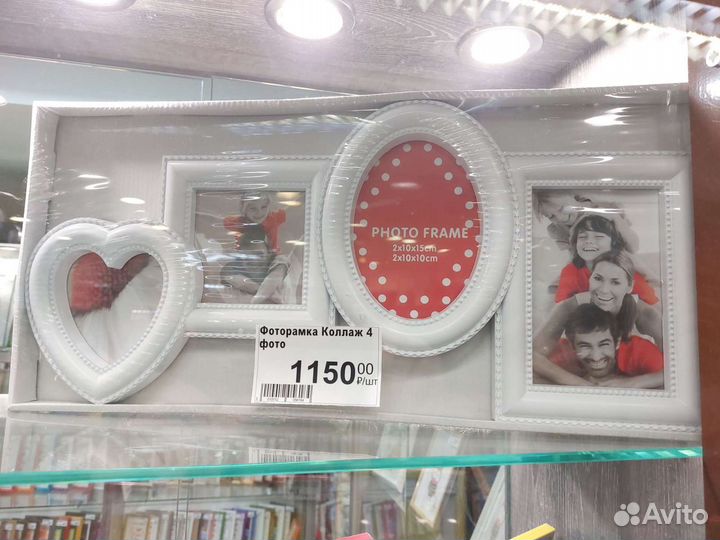 PHOTO FRAME
2x10x15cm
2x10x10cm
Фоторамка Коллаж 4
фото
1150 00
₽/шт
Avito